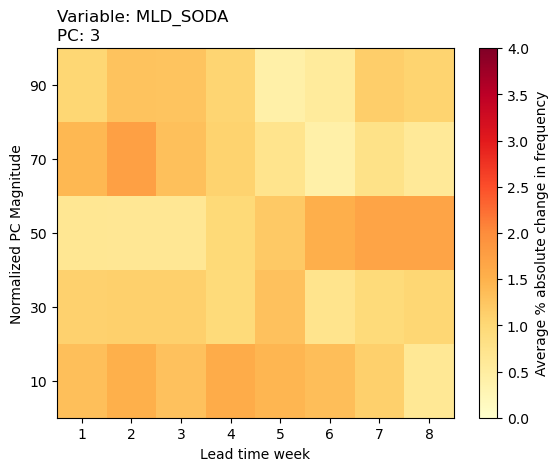 Variable: MLD_SODA
PC: 3
Normalized PC Magnitude
90
70
50
30
10
1 2 3 4 5 6 7 8
Lead time week
4.0
3.5
3.0
2.5
2.0
1.5
1.0
0.5
0.0
Average % absolute change in frequency